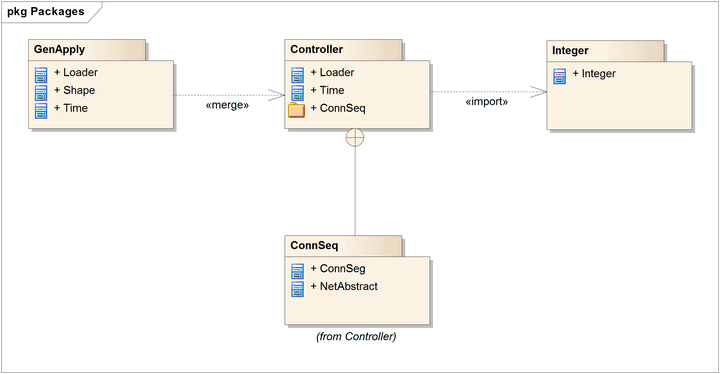 pkg Packages
GenApply
+ Loader
+ Shape
+ Time
«merge»
Controller
+ Loader
+ Time
+ ConnSeq
«import»
Integer
+ Integer
ConnSeq
+ ConnSeg
+ NetAbstract
(from Controller)